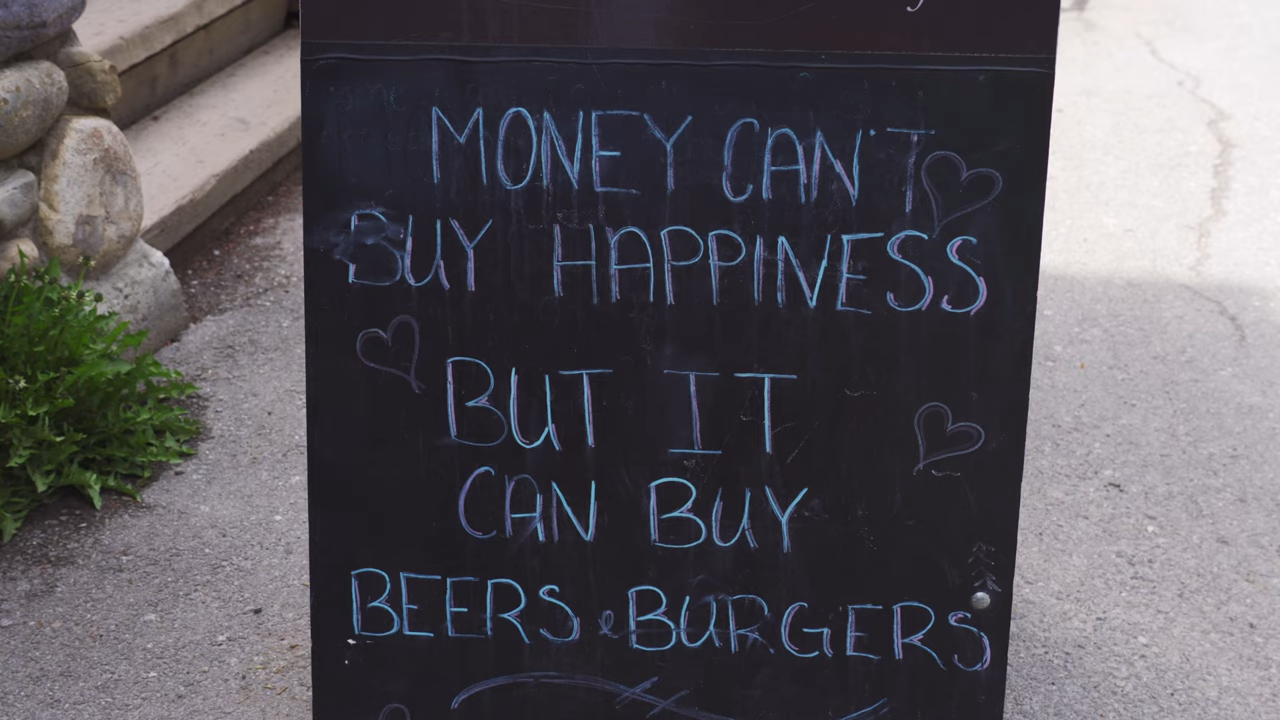 MONEY CAN'T
BUY HAPPINESS
BUT IT
CAN BUY
BEERS & BURGERS